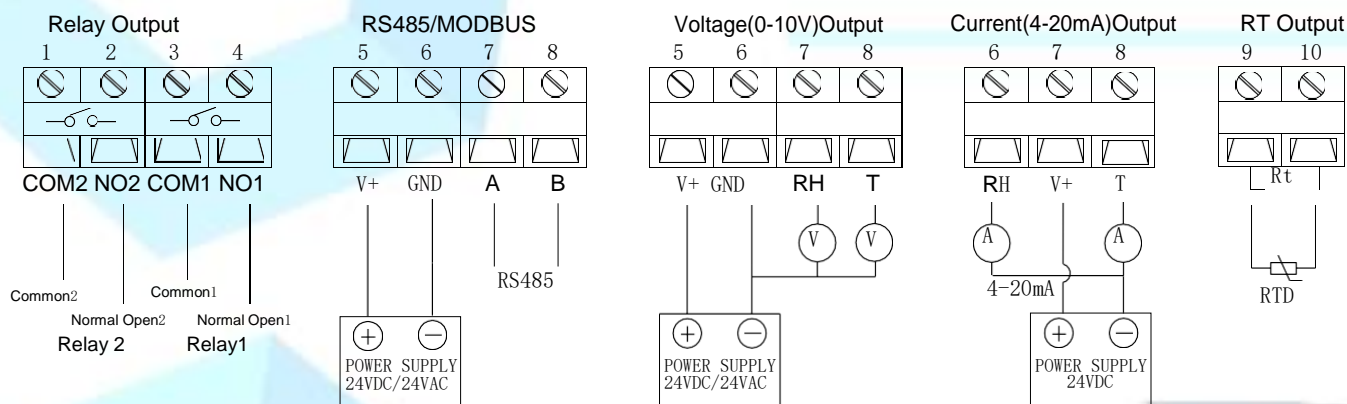 Relay Output
1 2 3 4
COM2 NO2 COM1 NO1
Common2
Common1
Normal Open2
Normal Open1
Relay 2
Relay1
RS485/MODBUS
5 6 7 8
V+ GND A B
RS485
+ −
POWER SUPPLY
24VDC/24VAC
Voltage(0-10V)Output
5 6 7 8
V+ GND RH T
V V
+ −
POWER SUPPLY
24VDC/24VAC
Current(4-20mA)Output
6 7 8
RH V+ T
A A
4-20mA
+ −
POWER SUPPLY
24VDC
RT Output
9 10
Rt
RTD